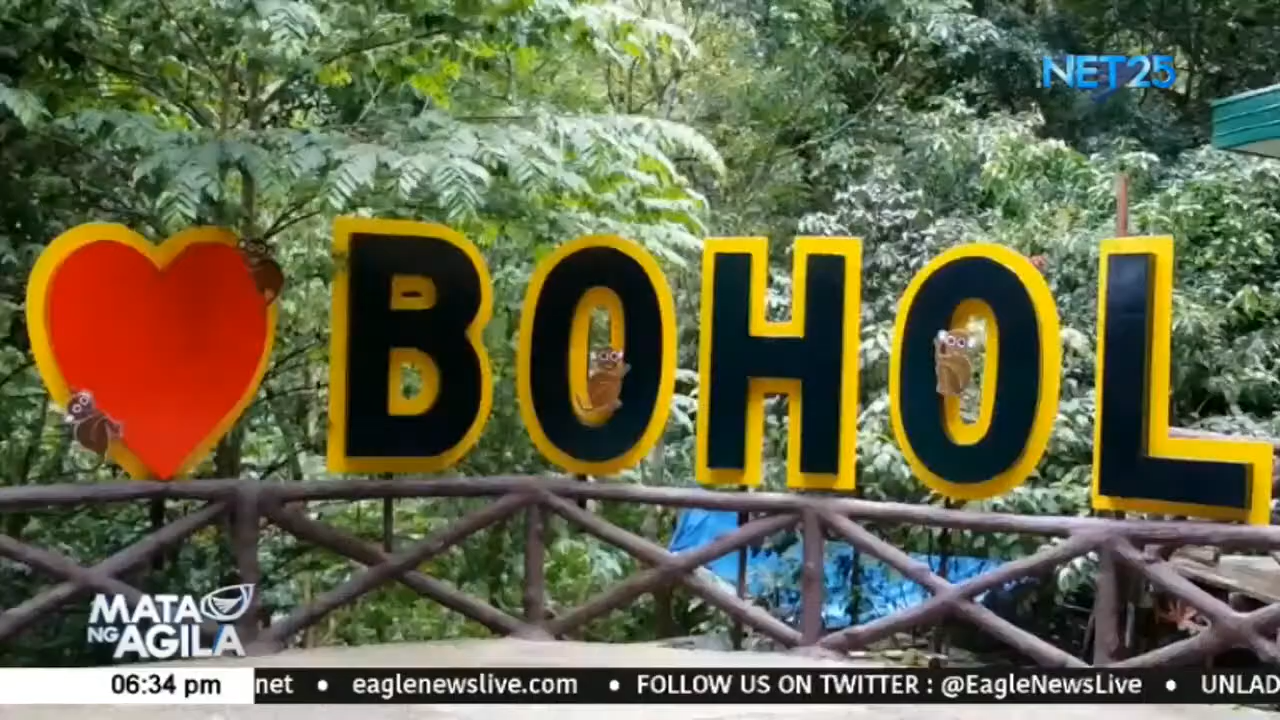 NET25
BOHOL
MATA
NG AGILA
06:34 pm
net • eaglenewslive.com • FOLLOW US ON TWITTER : @EagleNewsLive • UNLAD